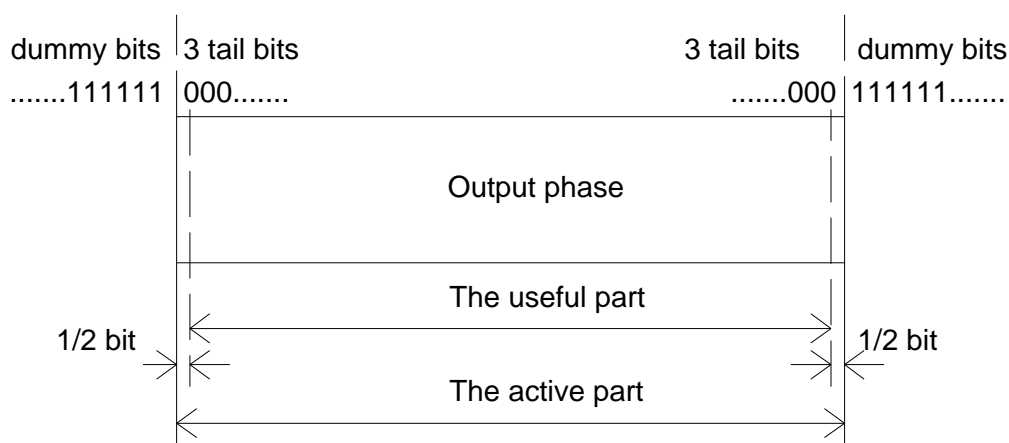 dummy bits 3 tail bits 3 tail bits dummy bits
.......111111 000....... .......000 111111.......
Output phase
The useful part
1/2 bit 1/2 bit
The active part